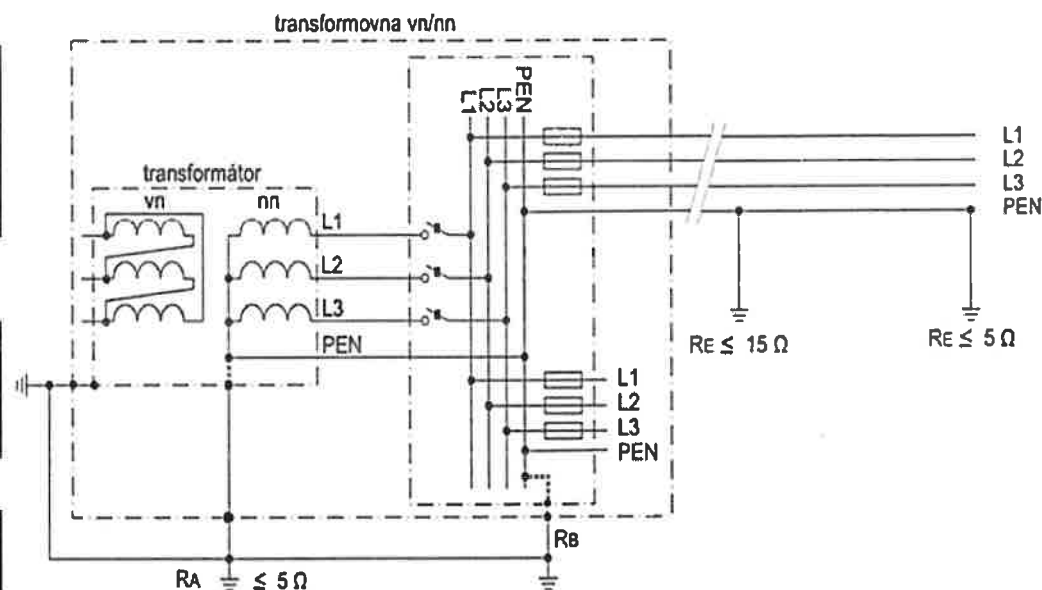 transformovna vn/nn
L1 L2 L3 PEN
L1
L2
L3
PEN
transformátor
vn nn
L1
L2
L3
PEN
RE ≤ 15 Ω
RE ≤ 5 Ω
L1
L2
L3
PEN
RB
RA ≤ 5 Ω